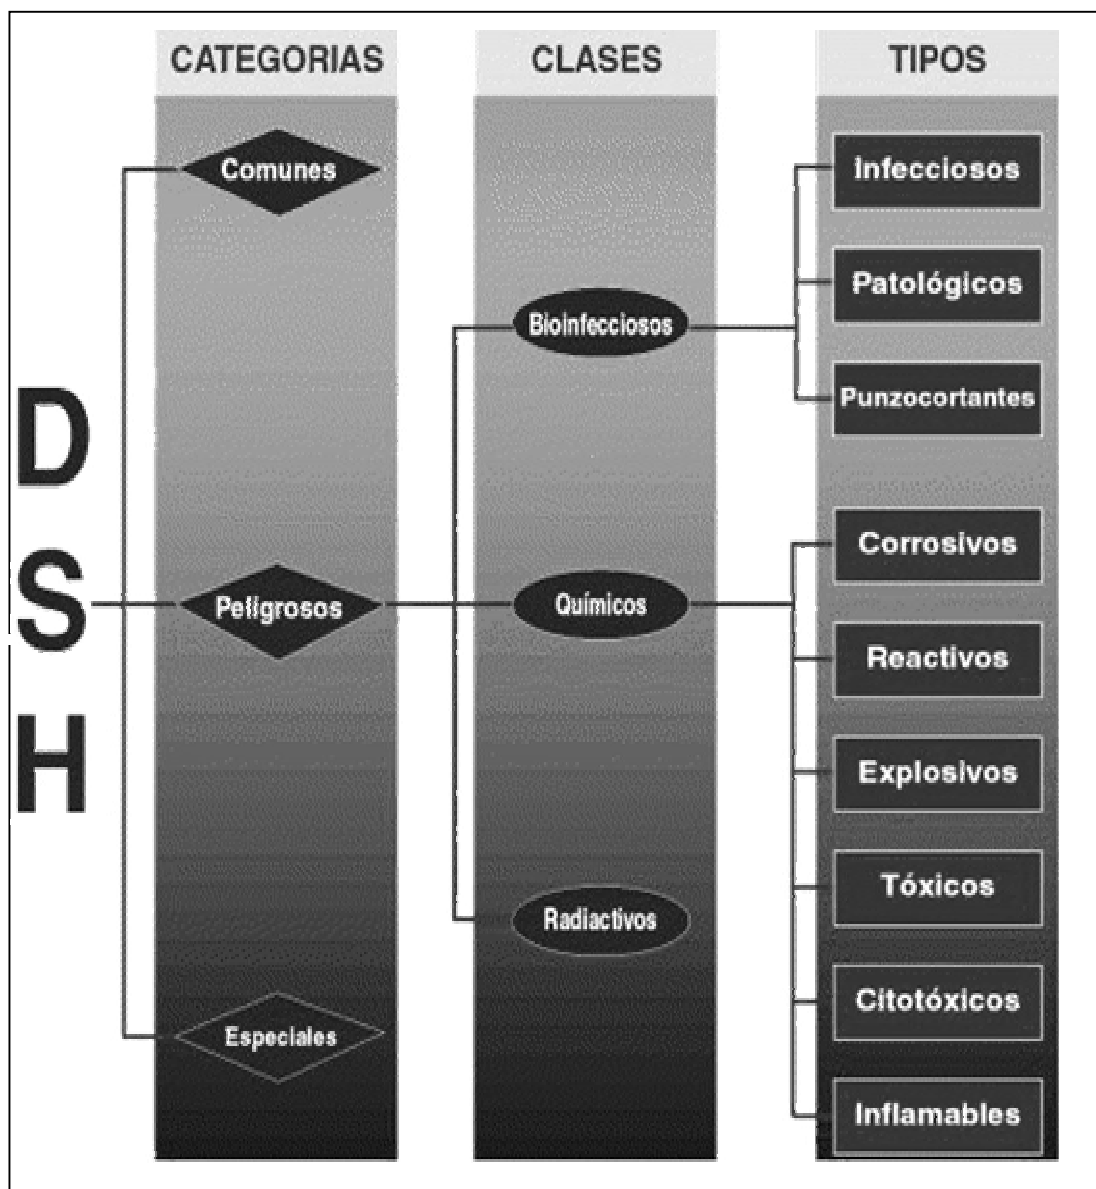 CATEGORIAS
CLASES
TIPOS
D
S
H
Comunes
Peligrosos
Especiales
Bioinfecciosos
Químicos
Radiactivos
Infecciosos
Patológicos
Punzocortantes
Corrosivos
Reactivos
Explosivos
Tóxicos
Citotóxicos
Inflamables